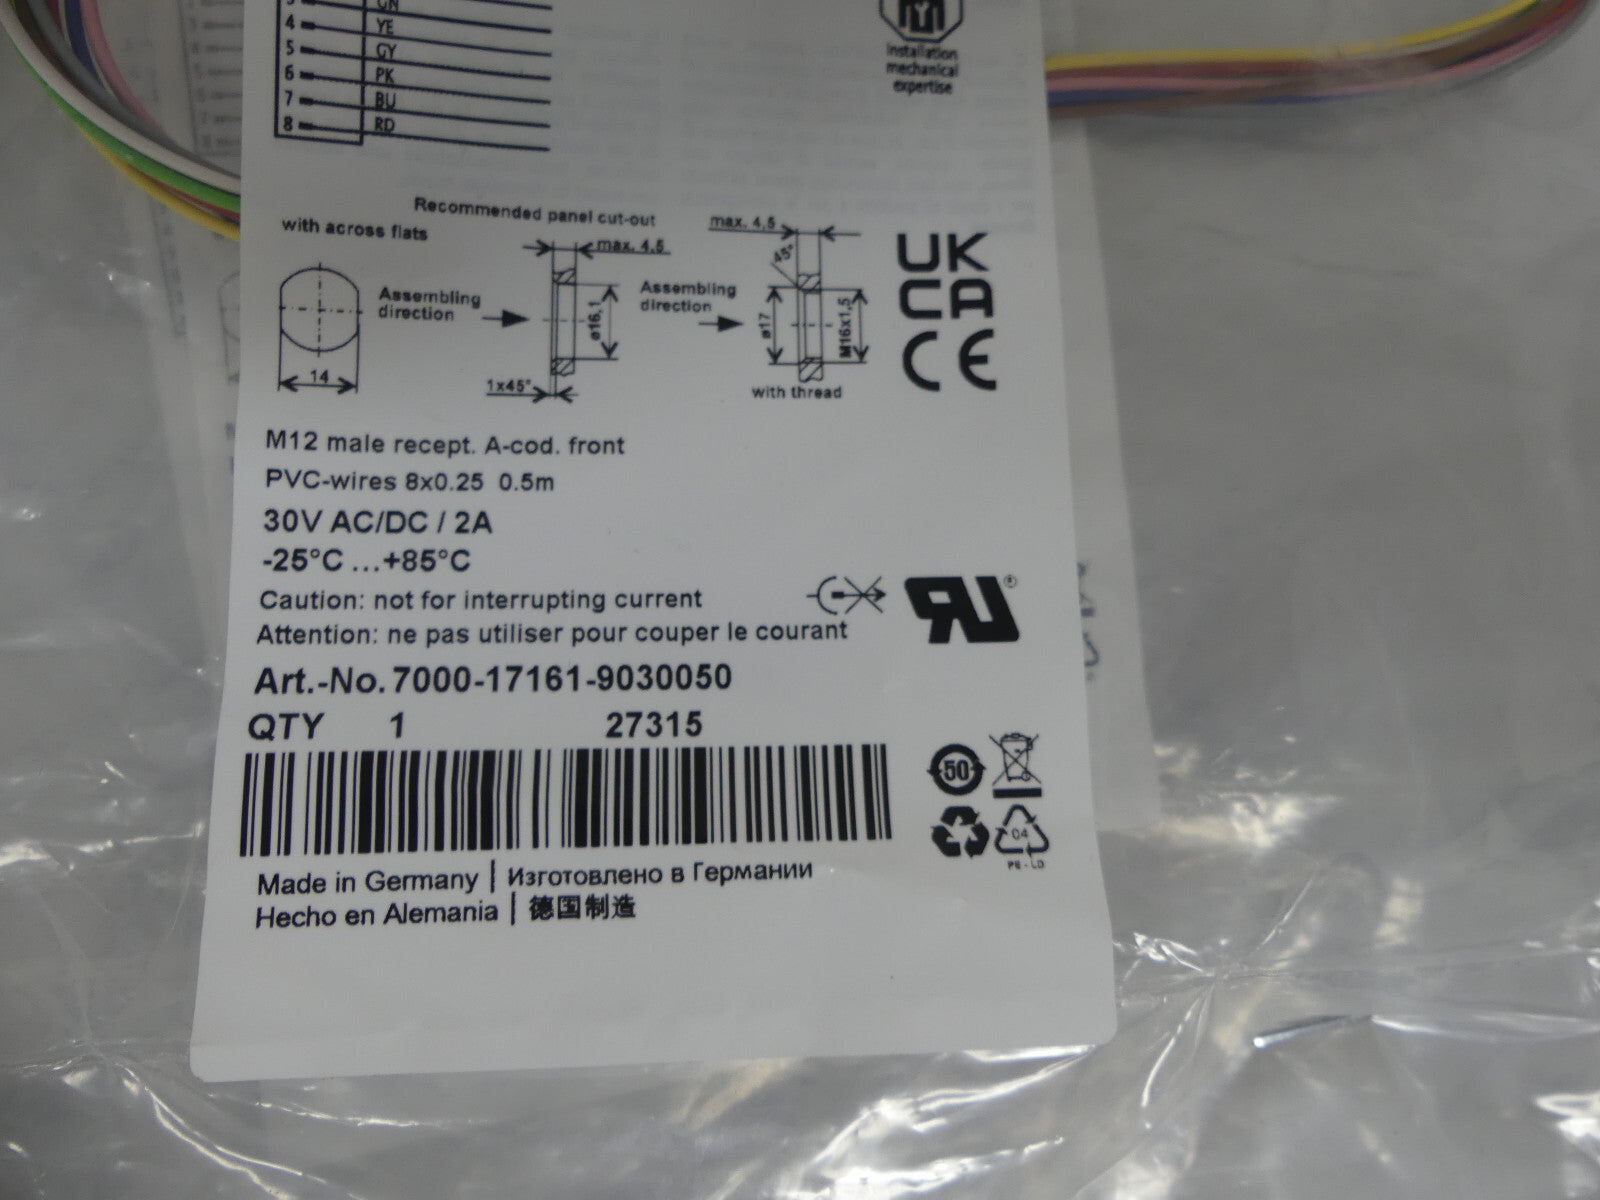 3 GN
4 YE
5 GY
6 PK
7 BU
8 RD
Installation
mechanical
expertise
Recommended panel cut-out
with across flats
max. 4,5
max. 4,5
45°
Assembling
direction
ø16,1
Assembling
direction
ø17
M16x1,5
14
1x45°
with thread
UK
CA
CE
M12 male recept. A-cod. front
PVC-wires 8x0.25 0.5m
30V AC/DC / 2A
-25°C ...+85°C
Caution: not for interrupting current
Attention: ne pas utiliser pour couper le courant
RU®
Art.-No. 7000-17161-9030050
QTY 1 27315
50
04
PE-LD
Made in Germany | Изготовлено в Германии
Hecho en Alemania | 德国制造